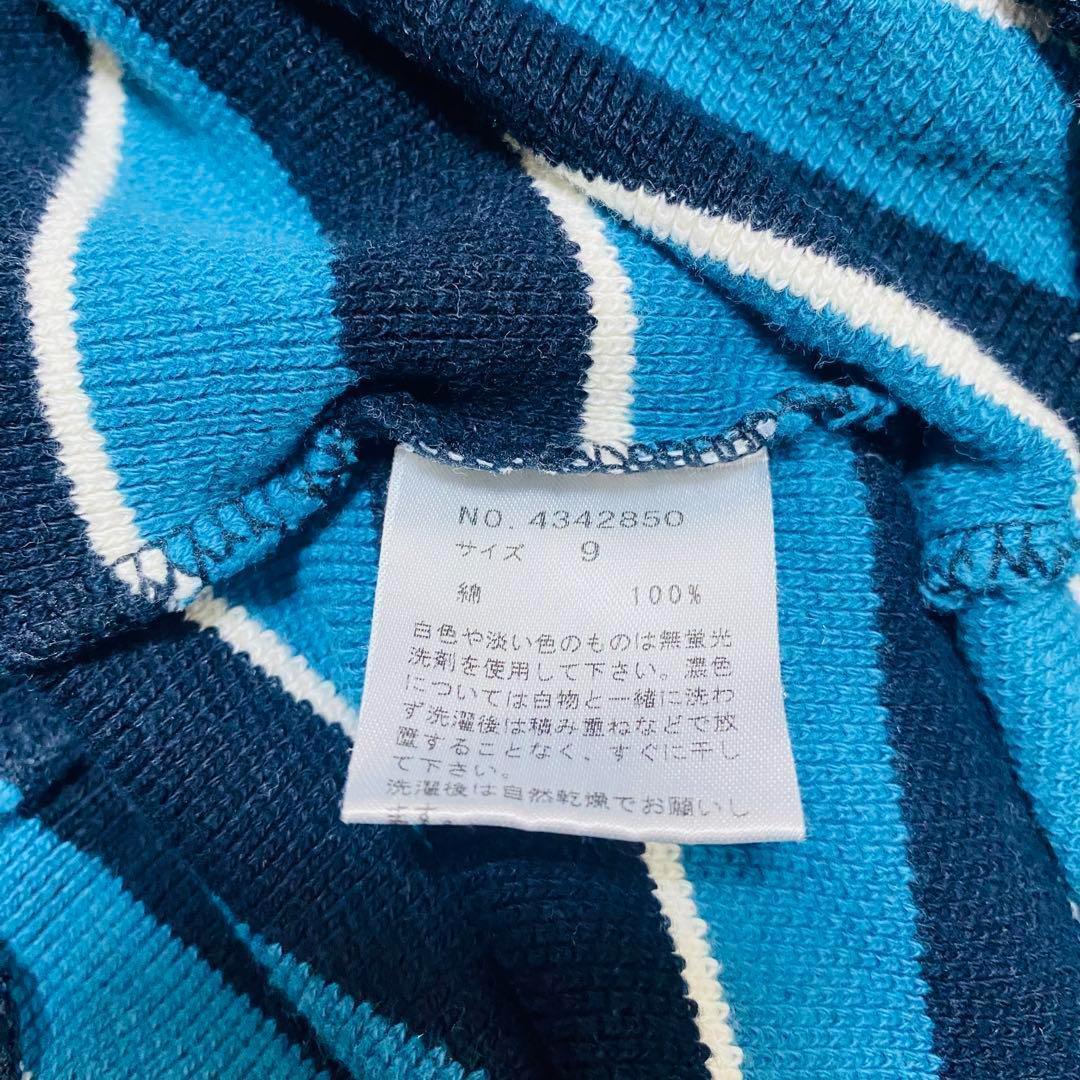 NO. 4342850
サイズ 9
綿 100%
白色や淡い色のものは無蛍光
洗剤を使用して下さい。濃色
については白物と一緒に洗わ
ず洗濯後は積み重ねなどで放
置することなく、すぐに干し
て下さい。
洗濯後は自然乾燥でお願いし
ます。